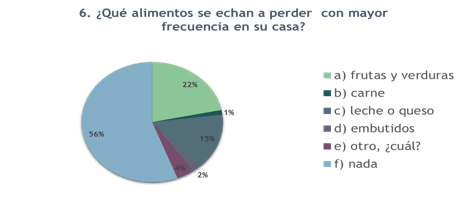 6. ¿Qué alimentos se echan a perder con mayor
frecuencia en su casa?
22%
1%
15%
2%
4%
56%
a) frutas y verduras
b) carne
c) leche o queso
d) embutidos
e) otro, ¿cuál?
f) nada